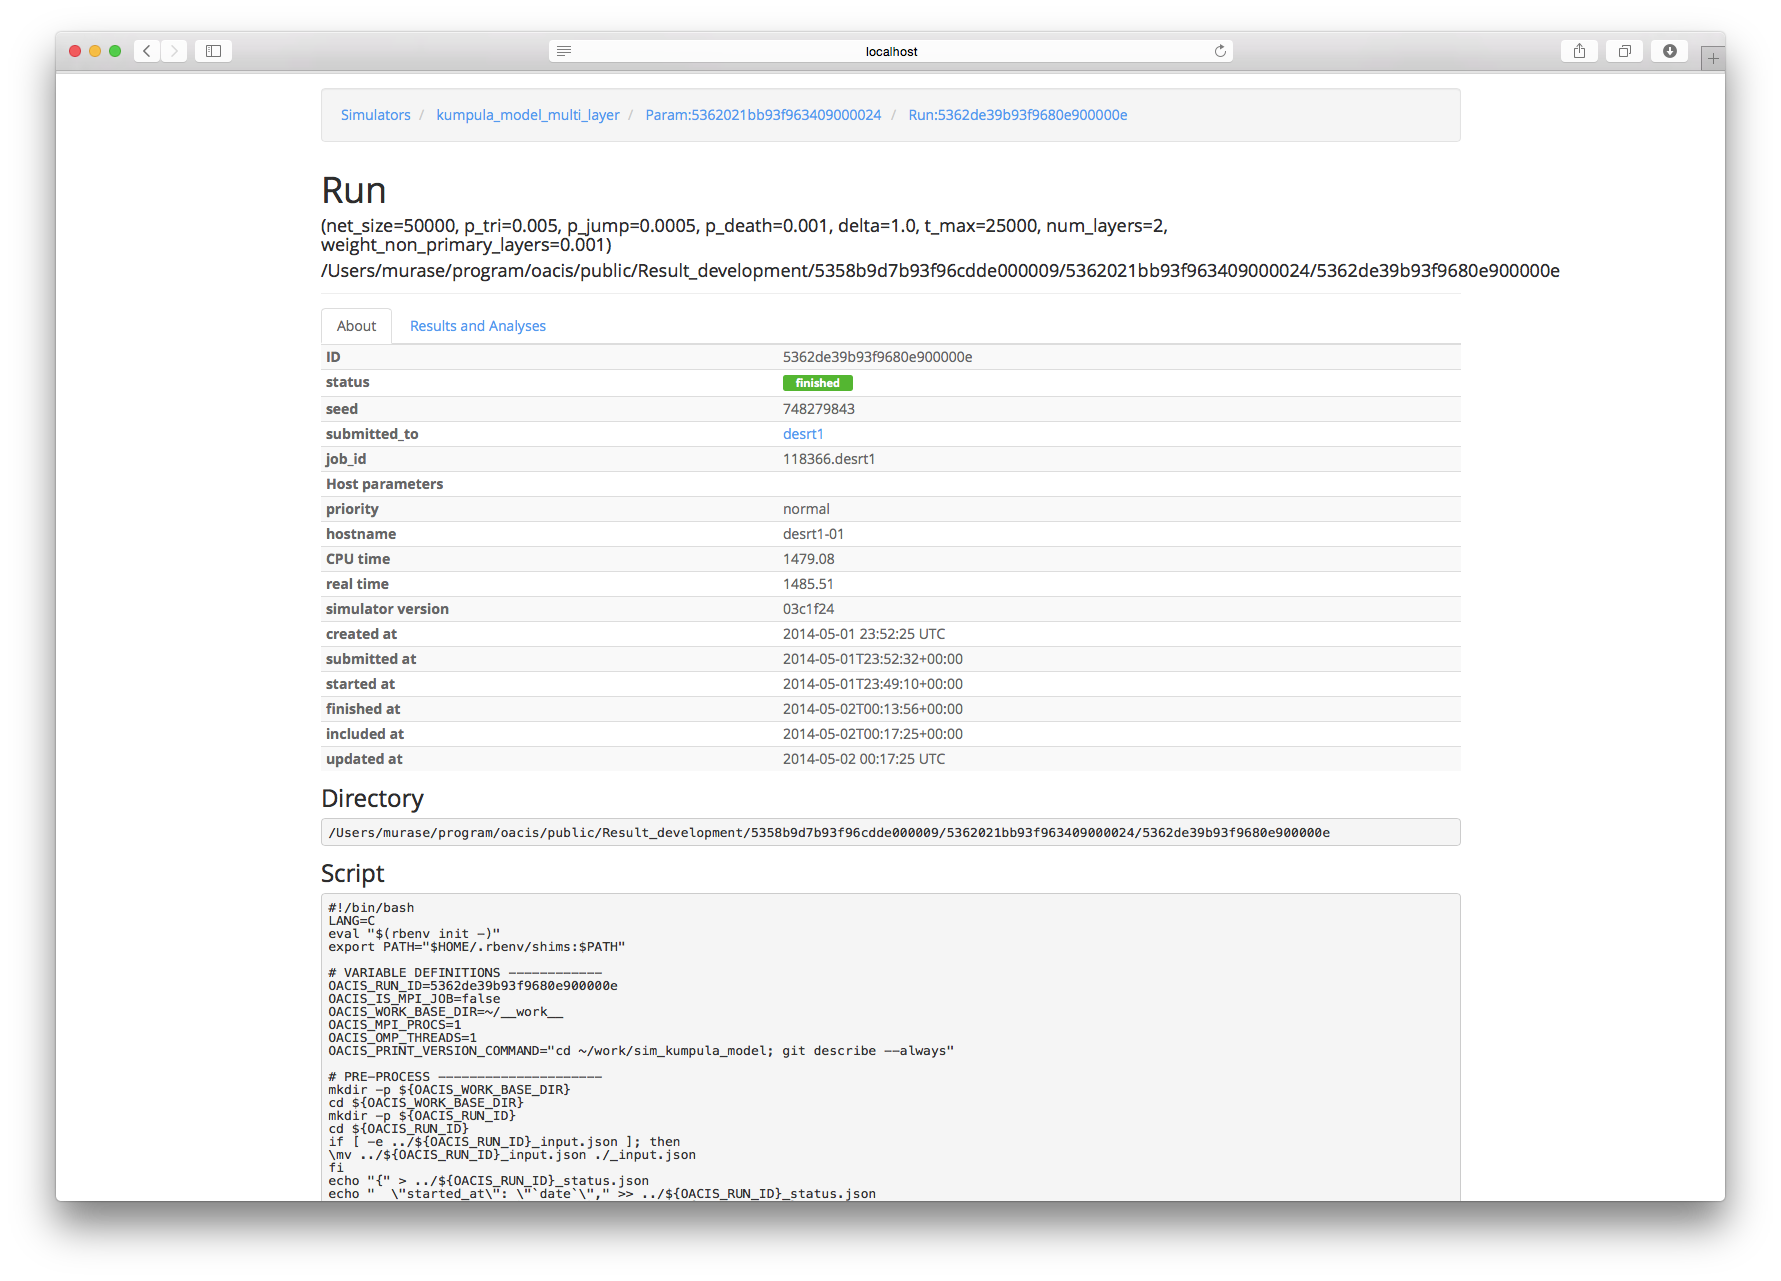 localhost
Simulators / kumpula_model_multi_layer / Param:5362021bb93f963409000024 / Run:5362de39b93f9680e900000e
Run
(net_size=50000, p_tri=0.005, p_jump=0.0005, p_death=0.001, delta=1.0, t_max=25000, num_layers=2,
weight_non_primary_layers=0.001)
/Users/murase/program/oacis/public/Result_development/5358b9d7b93f96cdde000009/5362021bb93f963409000024/5362de39b93f9680e900000e
About Results and Analyses
ID 5362de39b93f9680e900000e
status finished
seed 748279843
submitted_to desrt1
job_id 118366.desrt1
Host parameters
priority normal
hostname desrt1-01
CPU time 1479.08
real time 1485.51
simulator version 03c1f24
created at 2014-05-01 23:52:25 UTC
submitted at 2014-05-01T23:52:32+00:00
started at 2014-05-01T23:49:10+00:00
finished at 2014-05-02T00:13:56+00:00
included at 2014-05-02T00:17:25+00:00
updated at 2014-05-02 00:17:25 UTC
Directory
/Users/murase/program/oacis/public/Result_development/5358b9d7b93f96cdde000009/5362021bb93f963409000024/5362de39b93f9680e900000e
Script
#!/bin/bash
LANG=C
eval "$(rbenv init -)"
export PATH="$HOME/.rbenv/shims:$PATH"
# VARIABLE DEFINITIONS ------------
OACIS_RUN_ID=5362de39b93f9680e900000e
OACIS_IS_MPI_JOB=false
OACIS_WORK_BASE_DIR=~/__work__
OACIS_MPI_PROCS=1
OACIS_OMP_THREADS=1
OACIS_PRINT_VERSION_COMMAND="cd ~/work/sim_kumpula_model; git describe --always"
# PRE-PROCESS ---------------------
mkdir -p ${OACIS_WORK_BASE_DIR}
cd ${OACIS_WORK_BASE_DIR}
mkdir -p ${OACIS_RUN_ID}
cd ${OACIS_RUN_ID}
if [ -e ../${OACIS_RUN_ID}_input.json ]; then
\mv ../${OACIS_RUN_ID}_input.json ./_input.json
fi
echo "{" > ../${OACIS_RUN_ID}_status.json
echo "  \"started_at\": \"`date`\"," >> ../${OACIS_RUN_ID}_status.json